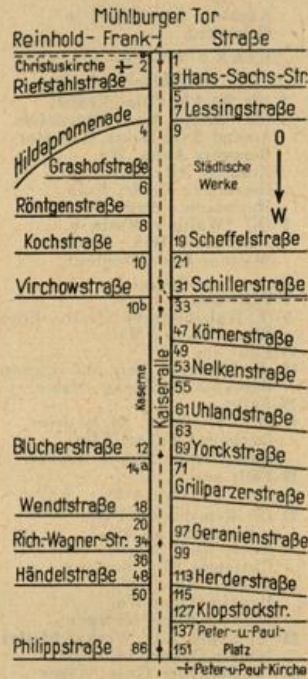 Mühlburger Tor
Reinhold- Frank- Straße
Christuskirche 2 1
Riefstahlstraße 3 Hans-Sachs-Str.
5
7 Lessingstraße
Hildapromenade 4 9
O
Grashofstraße Städtische
6 Werke
Röntgenstraße W
8
Kochstraße 19 Scheffelstraße
10 21
Virchowstraße 31 Schillerstraße
10b 33
47 Körnerstraße
49
Kaiserallee
53 Nelkenstraße
Kaserne 55
61 Uhlandstraße
63
Blücherstraße 12 69 Yorckstraße
14a 71
Grillparzerstraße
Wendtstraße 18
20 97 Geranienstraße
Rich.-Wagner-Str. 34 99
36
Händelstraße 48 113 Herderstraße
50 115
127 Klopstockstr.
137 Peter-u-Paul-
Philippstraße 86 151 Platz
Peter-u-Paul Kirche